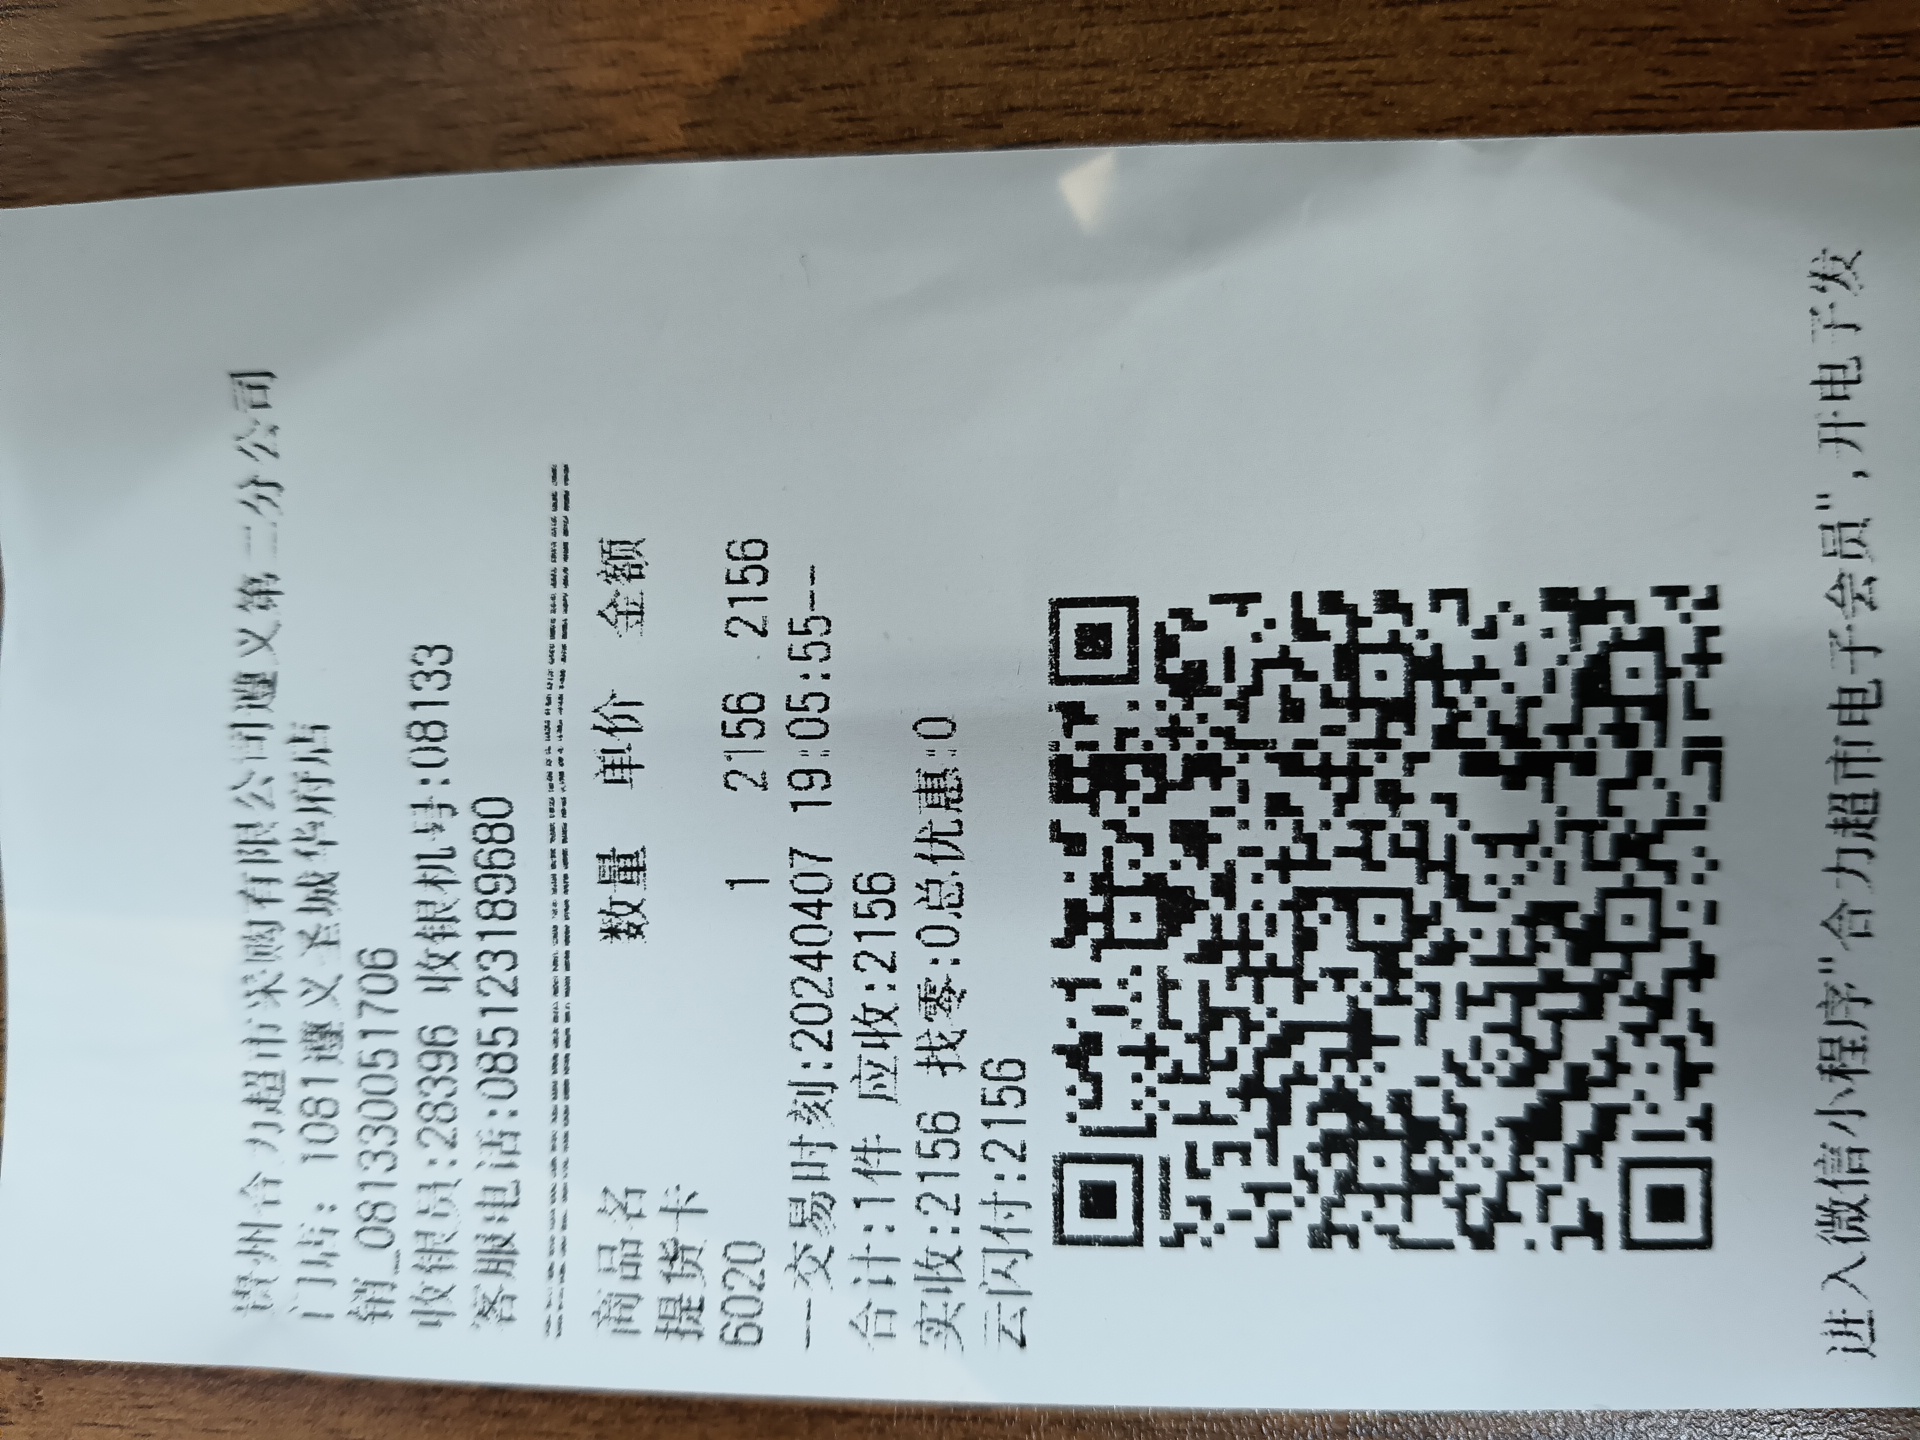 贵州合力超市采购有限公司遵义第二分公司
门店: 1081遵义圣城华府店
销_081330051706
收银员:28396 收银机号:08133
客服电话:085123189680
商品名 数量 单价 金额
提货卡
6020 1 2156 2156
--交易时刻:20240407 19:05:55--
合计:1件 应收:2156
实收:2156 找零:0总优惠:0
云闪付:2156
进入微信小程序"合力超市电子会员",开电子发